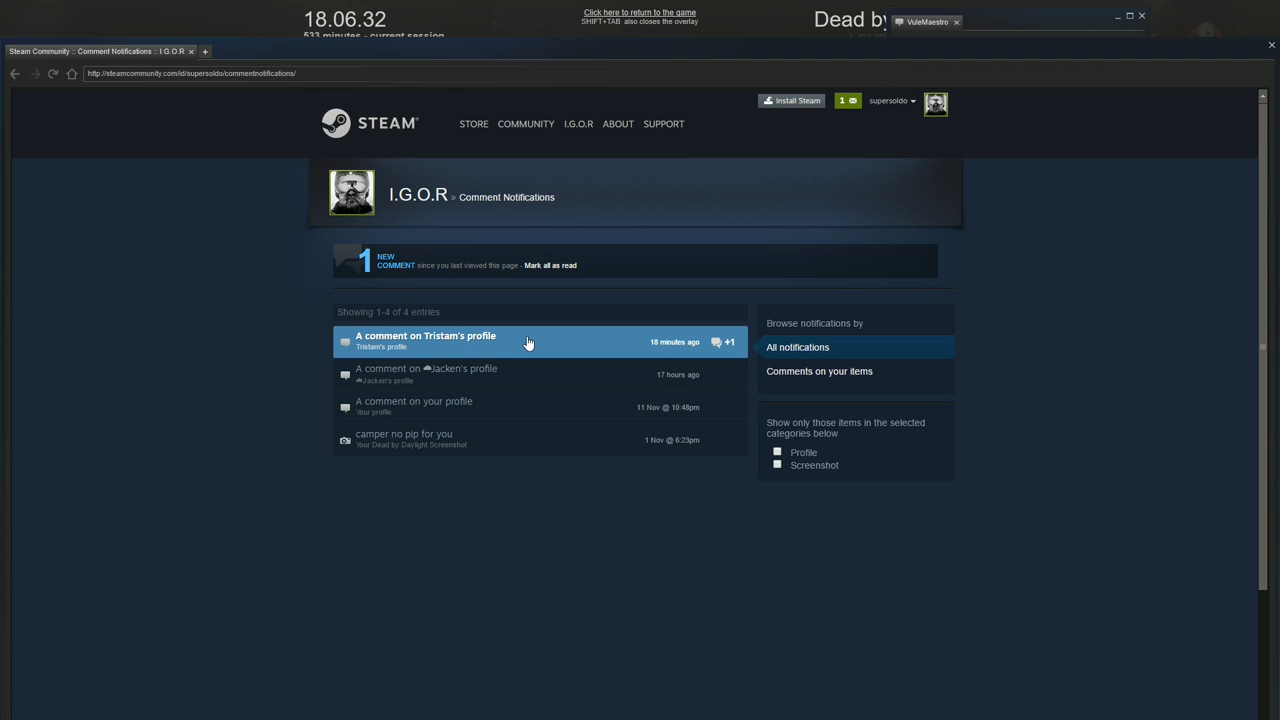 18.06.32
533 minutes - current session
Click here to return to the game
SHIFT+TAB also closes the overlay
Dead by
VuleMaestro
Steam Community :: Comment Notifications :: I.G.O.R
http://steamcommunity.com/id/supersoldo/commentnotifications/
Install Steam
1
supersoldo
STEAM
STORE COMMUNITY I.G.O.R ABOUT SUPPORT
I.G.O.R » Comment Notifications
1 NEW
COMMENT since you last viewed this page - Mark all as read
Showing 1-4 of 4 entries
A comment on Tristam's profile
Tristam's profile
18 minutes ago
+1
A comment on ☁Jacken's profile
☁Jacken's profile
17 hours ago
A comment on your profile
Your profile
11 Nov @ 10:48pm
camper no pip for you
Your Dead by Daylight Screenshot
1 Nov @ 6:23pm
Browse notifications by
All notifications
Comments on your items
Show only those items in the selected
categories below
Profile
Screenshot